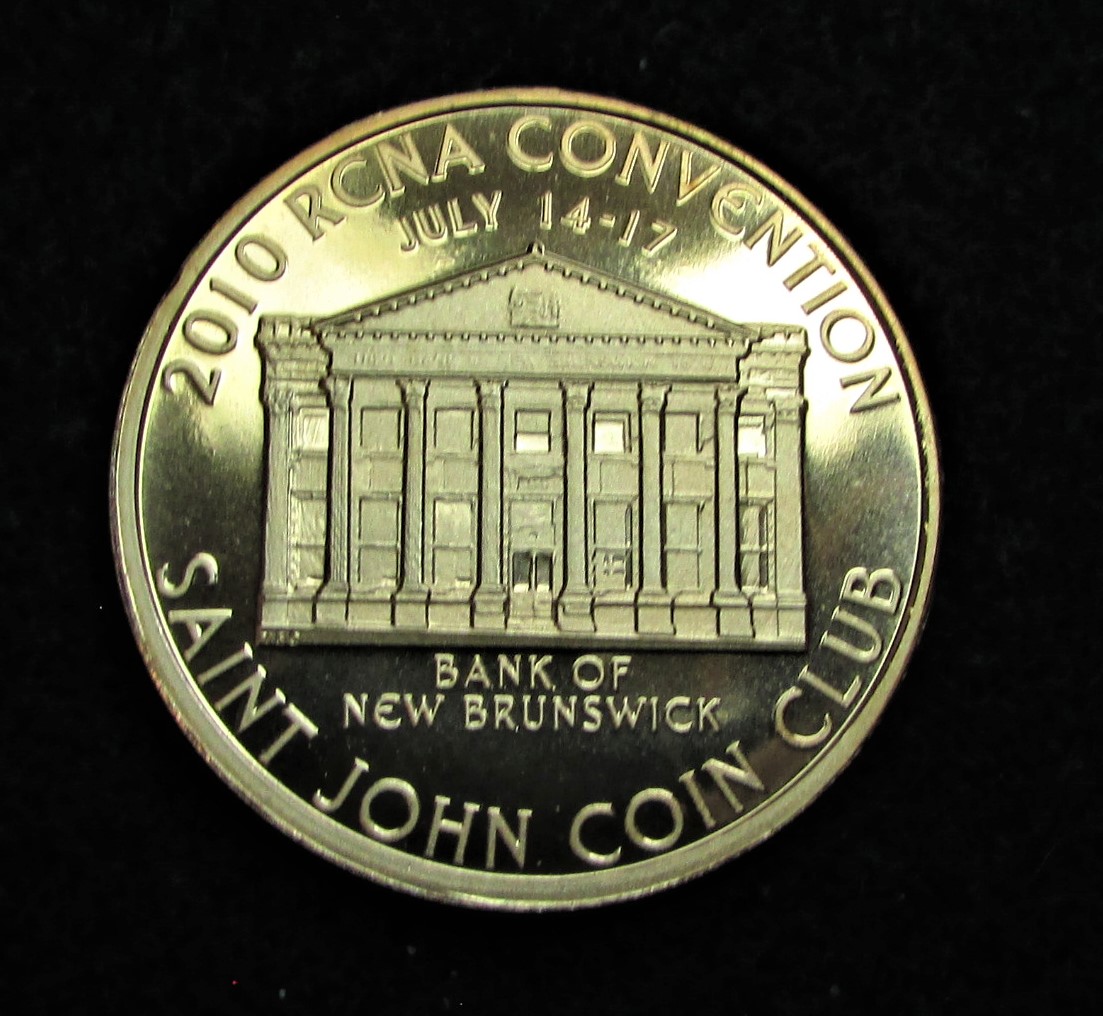 2010 RCNA CONVENTION
JULY 14-17
BANK OF
NEW BRUNSWICK
SAINT JOHN COIN CLUB